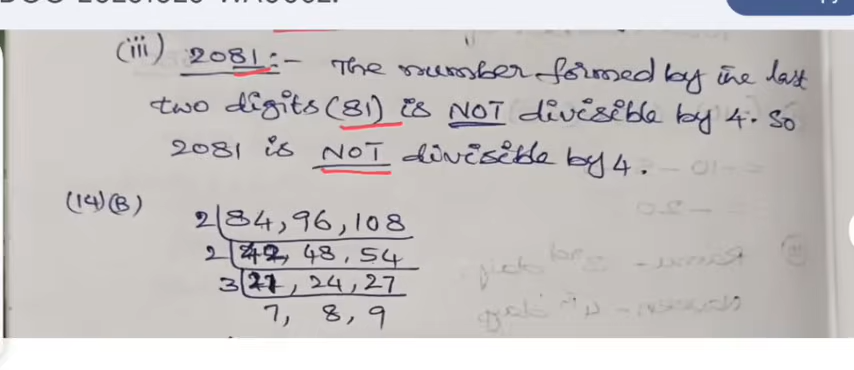 (iii) 2081:- The number formed by the last
two digits (81) is NOT divisible by 4. So
2081 is NOT divisible by 4.
(14)(B)
2 84, 96, 108
2 42, 48, 54
3 21, 24, 27
7, 8, 9